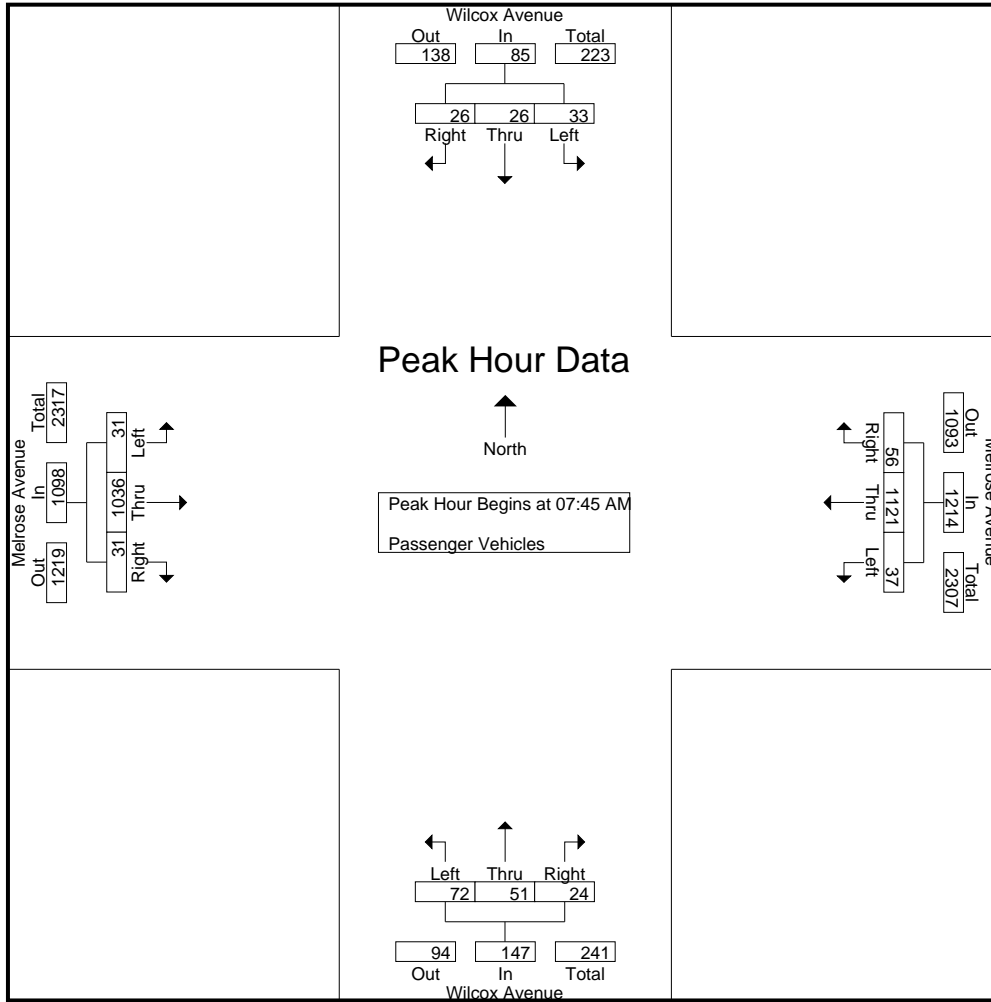 Wilcox Avenue
Out In Total
138 85 223
26 26 33
Right Thru Left
Peak Hour Data
North
Peak Hour Begins at 07:45 AM
Passenger Vehicles
Melrose Avenue
Total In Out
2317 1098 1219
31 1036 31
Left Thru Right
Melrose Avenue
Out In Total
1093 1214 2307
56 1121 37
Right Thru Left
Left Thru Right
72 51 24
94 147 241
Out In Total
Wilcox Avenue